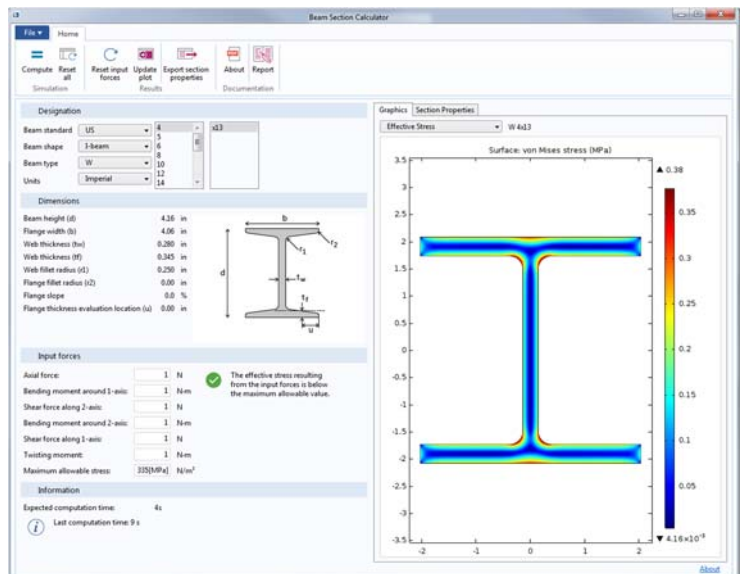 Beam Section Calculator
File Home
Compute Reset all Reset input forces Update plot Export section properties About Report
Simulation Results Documentation
Designation
Beam standard US
Beam shape I-beam
Beam type W
Units Imperial
4
5
6
8
10
12
14
x13
Dimensions
Beam height (d) 4.16 in
Flange width (b) 4.06 in
Web thickness (tw) 0.280 in
Web thickness (tf) 0.345 in
Web fillet radius (r1) 0.250 in
Flange fillet radius (r2) 0.00 in
Flange slope 0.0 %
Flange thickness evaluation location (u) 0.00 in
b
r1
r2
d
tw
tf
u
Input forces
Axial force: 1 N
Bending moment around 1-axis: 1 N·m
Shear force along 2-axis: 1 N
Bending moment around 2-axis: 1 N·m
Shear force along 1-axis: 1 N
Twisting moment: 1 N·m
Maximum allowable stress: 335[MPa] N/m²
The effective stress resulting
from the input forces is below
the maximum allowable value.
Information
Expected computation time: 4s
Last computation time: 9 s
Graphics Section Properties
Effective Stress
Surface: von Mises stress (MPa)
3.5
3
2.5
2
1.5
1
0.5
0
-0.5
-1
-1.5
-2
-2.5
-3
-3.5
-2 -1 0 1 2
▲ 0.38
0.35
0.3
0.25
0.2
0.15
0.1
0.05
▼ 4.16×10⁻³
W 4x13
About